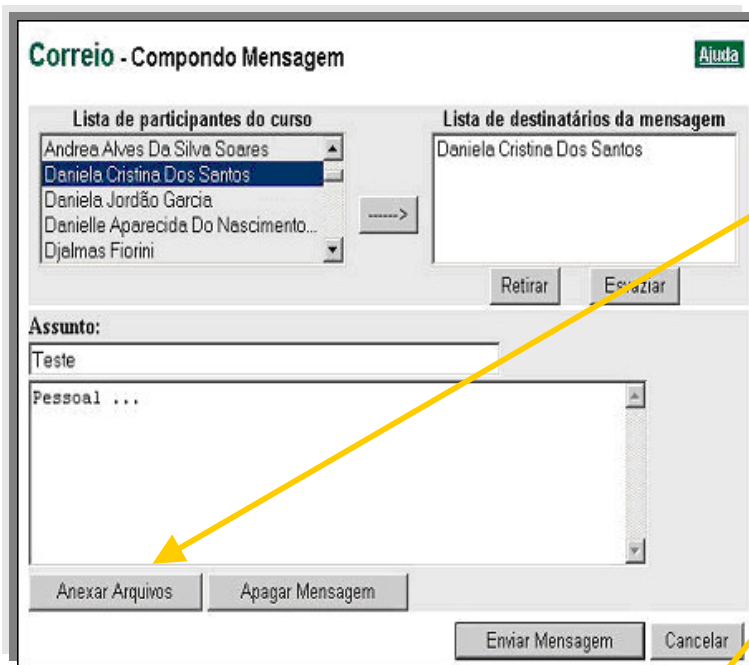 Correio - Compondo Mensagem
Ajuda
Lista de participantes do curso
Andrea Alves Da Silva Soares
Daniela Cristina Dos Santos
Daniela Jordão Garcia
Danielle Aparecida Do Nascimento...
Djalmas Fiorini
------>
Lista de destinatários da mensagem
Daniela Cristina Dos Santos
Retirar
Esvaziar
Assunto:
Teste
Pessoal ...
Anexar Arquivos
Apagar Mensagem
Enviar Mensagem
Cancelar